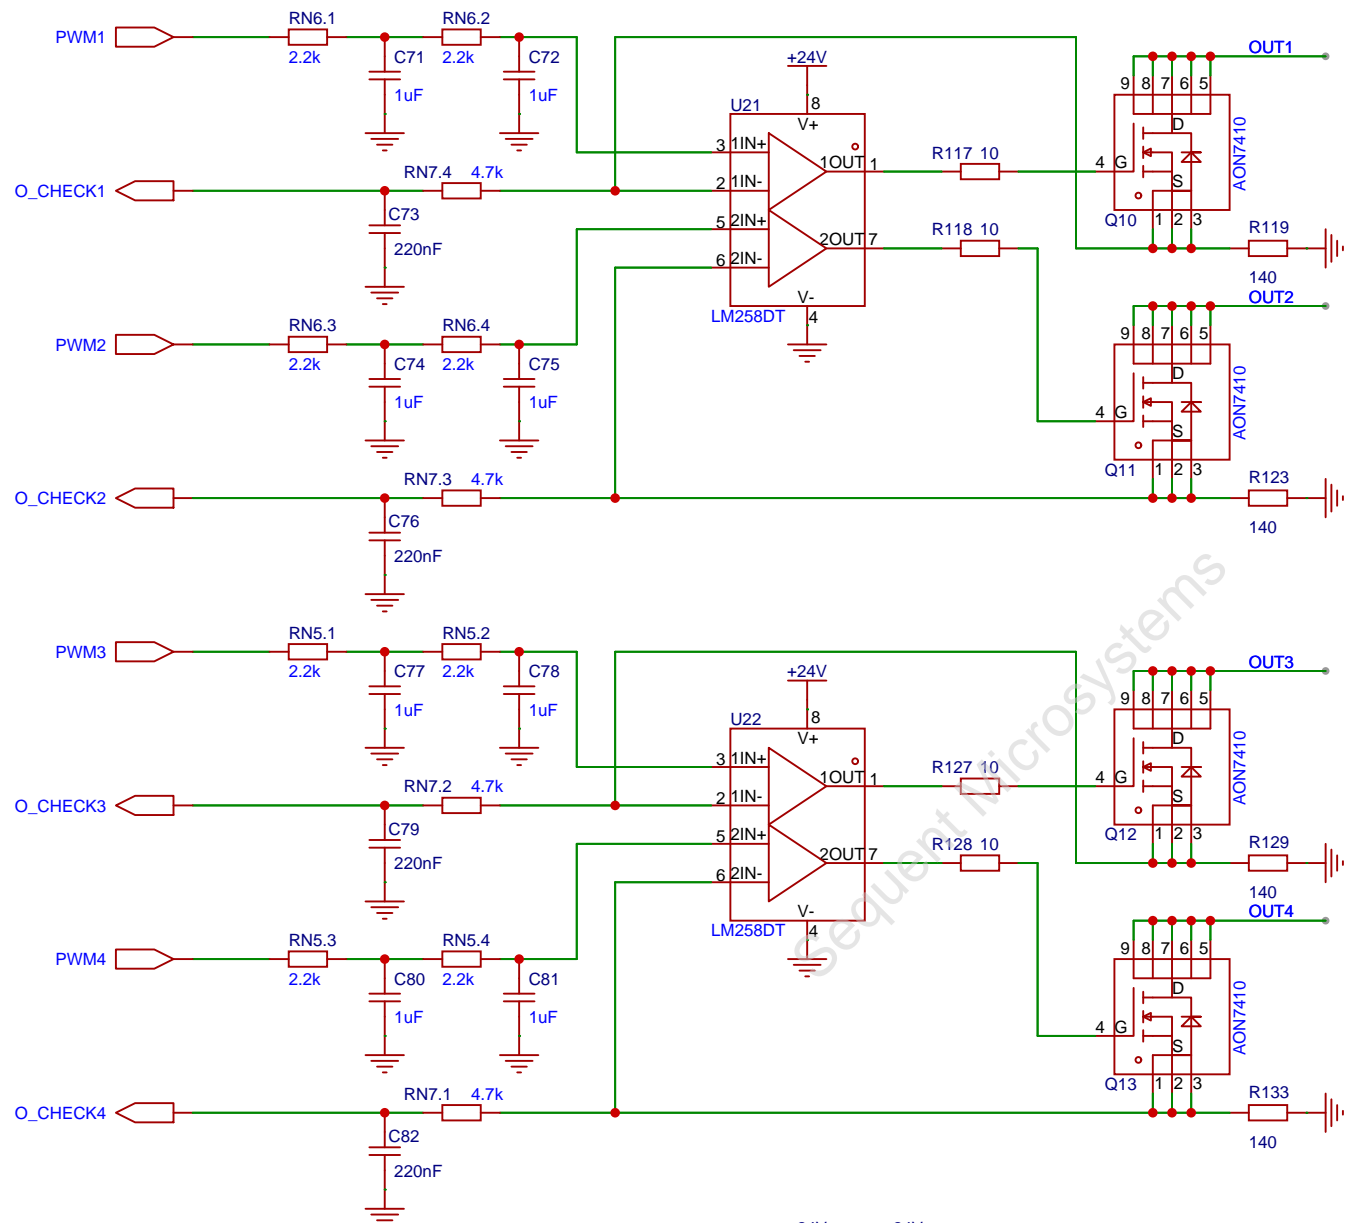 RN6.1 RN6.2
PWM1
2.2k C71 2.2k C72
1uF 1uF
+24V
OUT1
9 8 7 6 5
U21 8
V+
D
3 1IN+
1OUT 1
R117 10
4 G
S
AON7410
RN7.4 4.7k
O_CHECK1
2 1IN-
Q10 1 2 3
C73
220nF
5 2IN+
2OUT 7
R118 10
R119
140
6 2IN-
V-
LM258DT 4
OUT2
9 8 7 6 5
RN6.3 RN6.4
PWM2
2.2k C74 2.2k C75
1uF 1uF
D
4 G
S
AON7410
Q11 1 2 3
RN7.3 4.7k
O_CHECK2
R123
140
C76
220nF
Sequent Microsystems
RN5.1 RN5.2
PWM3
2.2k C77 2.2k C78
1uF 1uF
+24V
OUT3
9 8 7 6 5
U22 8
V+
D
3 1IN+
1OUT 1
R127 10
4 G
S
AON7410
RN7.2 4.7k
O_CHECK3
2 1IN-
Q12 1 2 3
C79
220nF
5 2IN+
2OUT 7
R128 10
R129
140
6 2IN-
V-
LM258DT 4
OUT4
9 8 7 6 5
RN5.3 RN5.4
PWM4
2.2k C80 2.2k C81
1uF 1uF
D
4 G
S
AON7410
Q13 1 2 3
RN7.1 4.7k
O_CHECK4
R133
140
C82
220nF